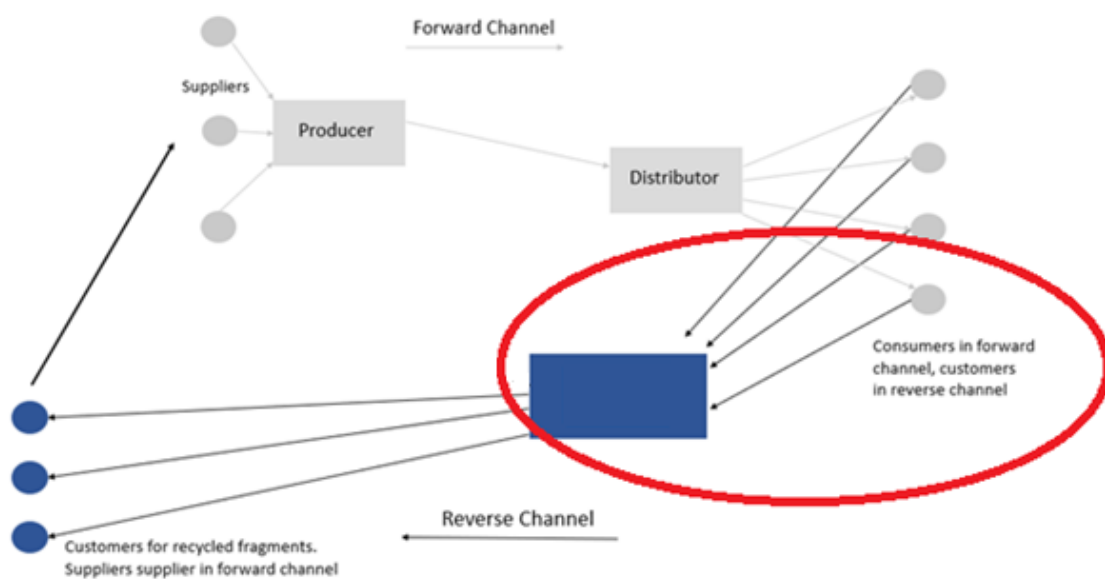 Forward Channel
Suppliers
Producer
Distributor
Consumers in forward
channel, customers
in reverse channel
Reverse Channel
Customers for recycled fragments.
Suppliers supplier in forward channel